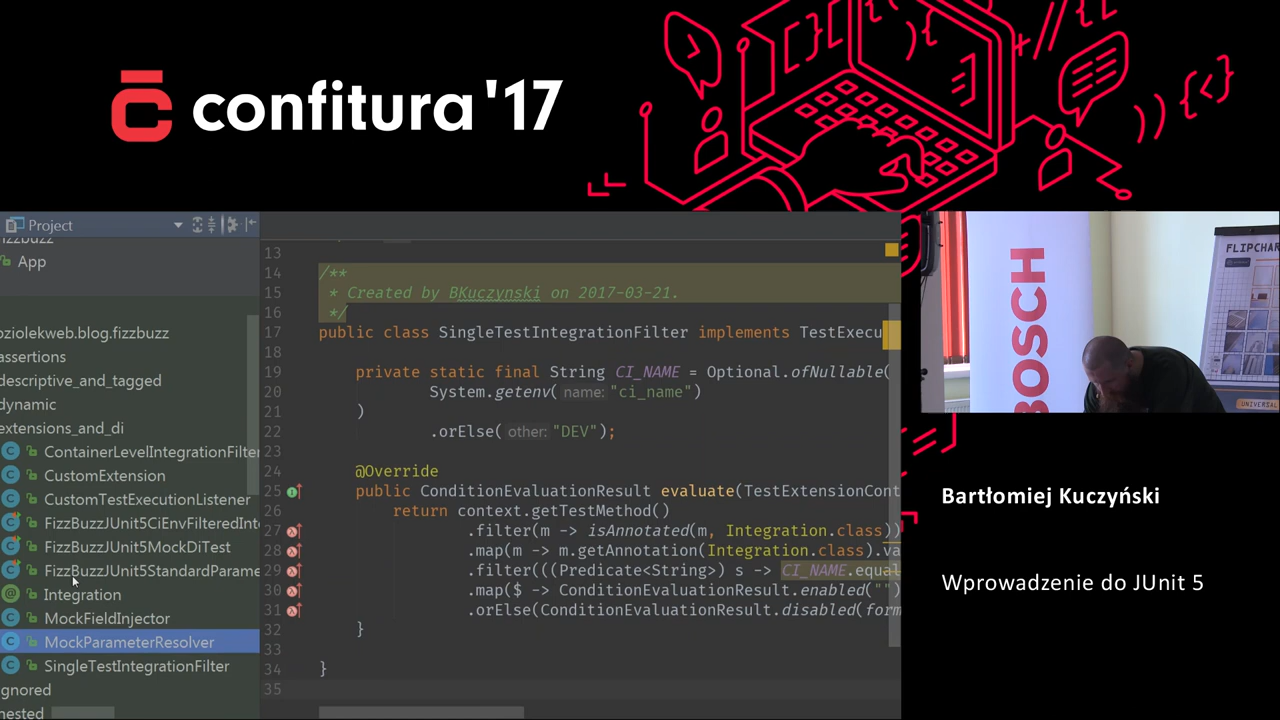 confitura '17
Project
fizzbuzz
App
oziolekweb.blog.fizzbuzz
assertions
descriptive_and_tagged
dynamic
extensions_and_di
ContainerLevelIntegrationFilter
CustomExtension
CustomTestExecutionListener
FizzBuzzJUnit5CiEnvFilteredInte
FizzBuzzJUnit5MockDiTest
FizzBuzzJUnit5StandardParame
Integration
MockFieldInjector
MockParameterResolver
SingleTestIntegrationFilter
ignored
nested
13
14 /**
15 * Created by BKuczynski on 2017-03-21.
16 */
17 public class SingleTestIntegrationFilter implements TestExecu
18
19 private static final String CI_NAME = Optional.ofNullable(
20 System.getenv( name: "ci_name")
21 )
22 .orElse( other: "DEV");
23
24 @Override
25 public ConditionEvaluationResult evaluate(TestExtensionCont
26 return context.getTestMethod()
27 .filter(m -> isAnnotated(m, Integration.class))
28 .map(m -> m.getAnnotation(Integration.class).va
29 .filter(((Predicate<String>) s -> CI_NAME.equal
30 .map($ -> ConditionEvaluationResult.enabled("")
31 .orElse(ConditionEvaluationResult.disabled(form
32 }
33
34 }
35
BOSCH
FLIPCHAR
UNIVERSAL
Bartłomiej Kuczyński
Wprowadzenie do JUnit 5